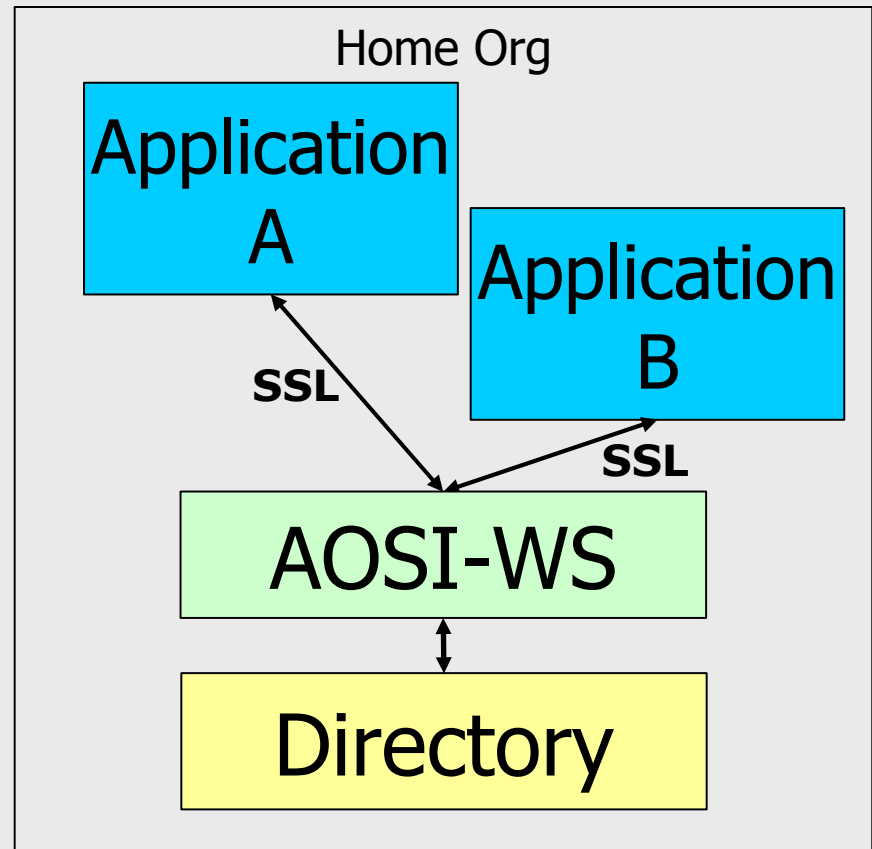 Home Org
Application
A
Application
B
SSL
SSL
AOSI-WS
Directory